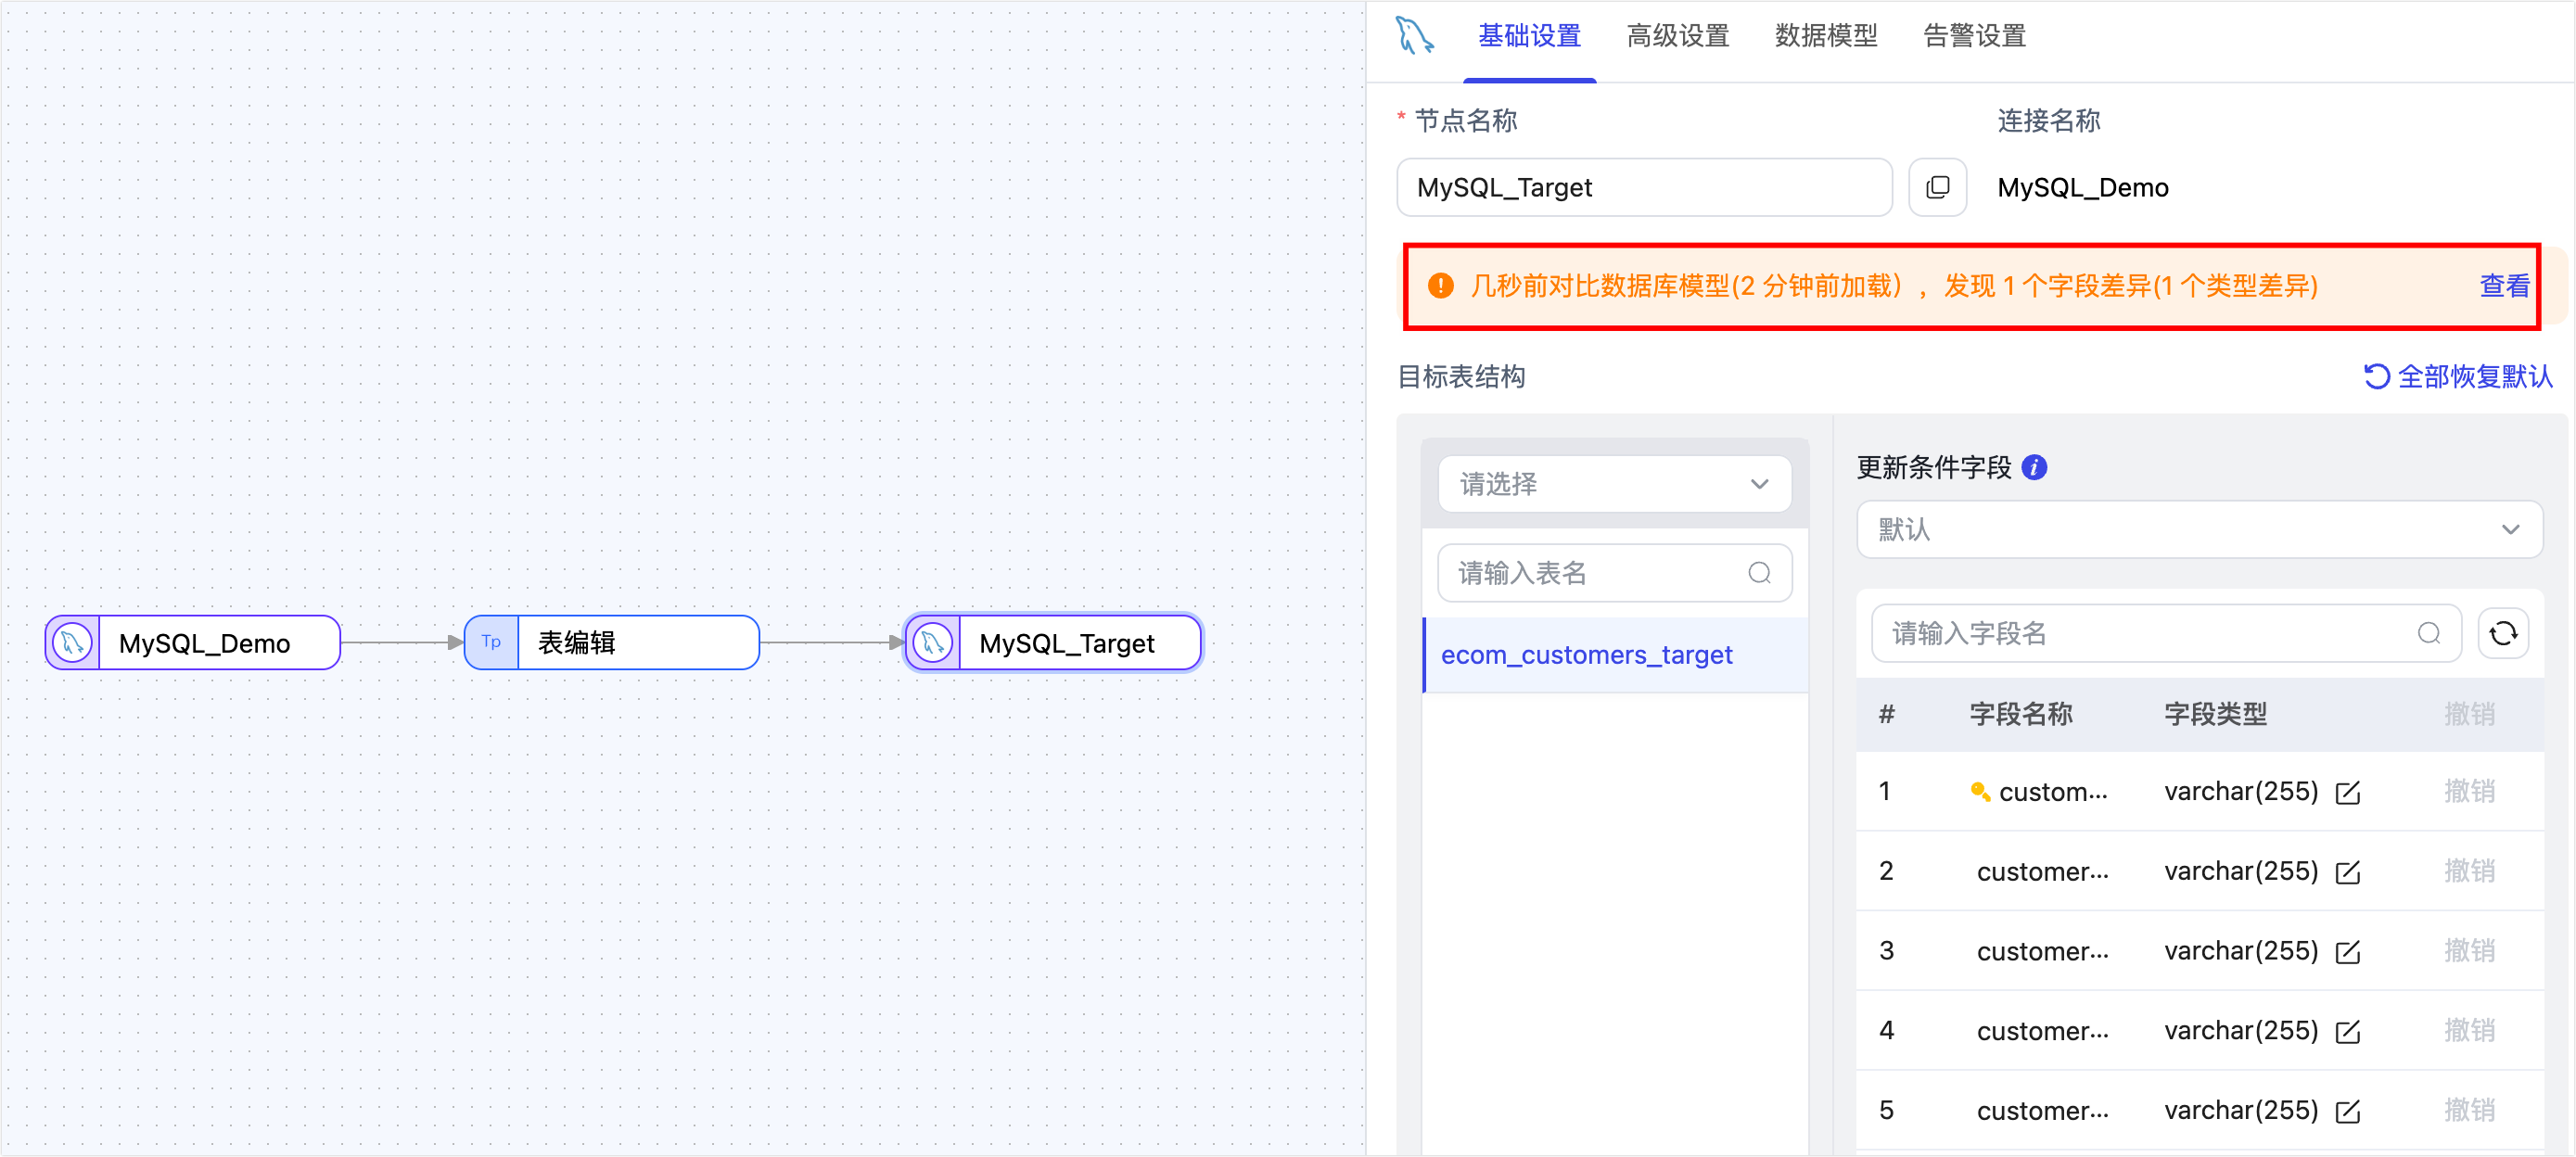 基础设置 高级设置 数据模型 告警设置
* 节点名称 连接名称
MySQL_Target MySQL_Demo
几秒前对比数据库模型(2 分钟前加载），发现 1 个字段差异(1 个类型差异) 查看
目标表结构 全部恢复默认
请选择
更新条件字段
默认
请输入表名
请输入字段名
MySQL_Demo
Tp 表编辑
MySQL_Target
ecom_customers_target
# 字段名称 字段类型 撤销
1 custom... varchar(255) 撤销
2 customer... varchar(255) 撤销
3 customer... varchar(255) 撤销
4 customer... varchar(255) 撤销
5 customer... varchar(255) 撤销